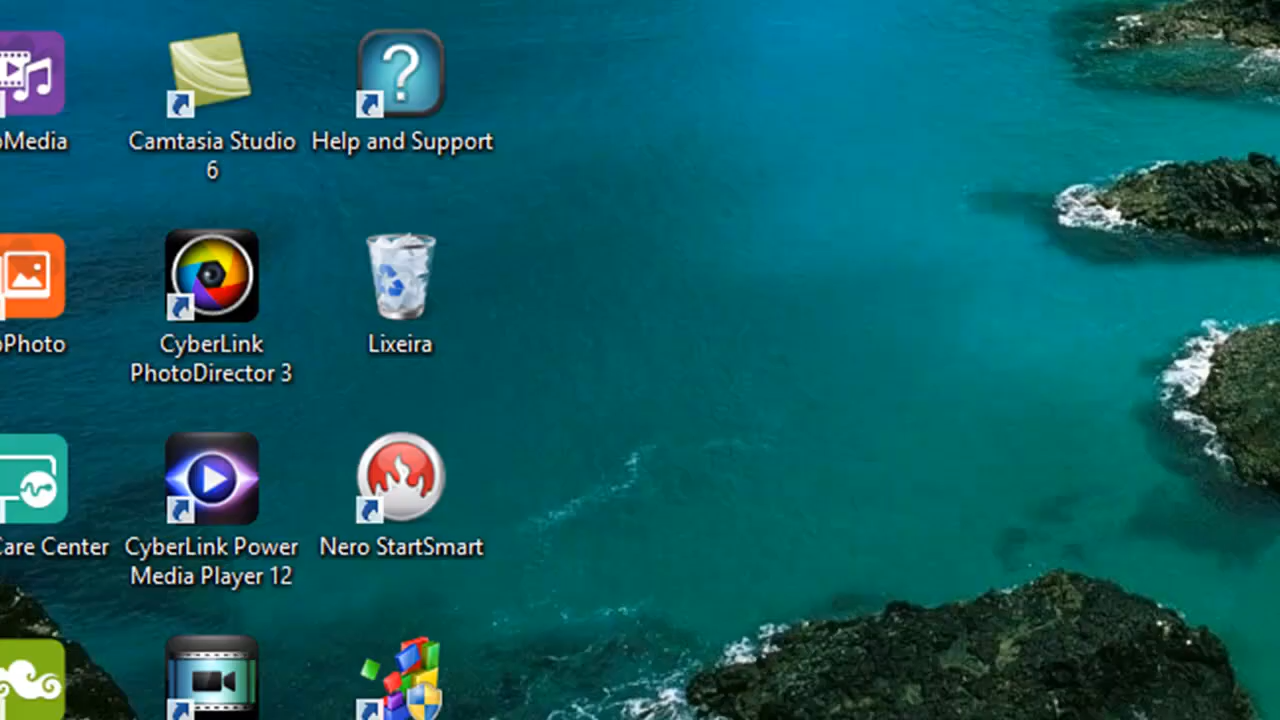 oMedia
Camtasia Studio
6
Help and Support
oPhoto
CyberLink
PhotoDirector 3
Lixeira
Care Center
CyberLink Power
Media Player 12
Nero StartSmart